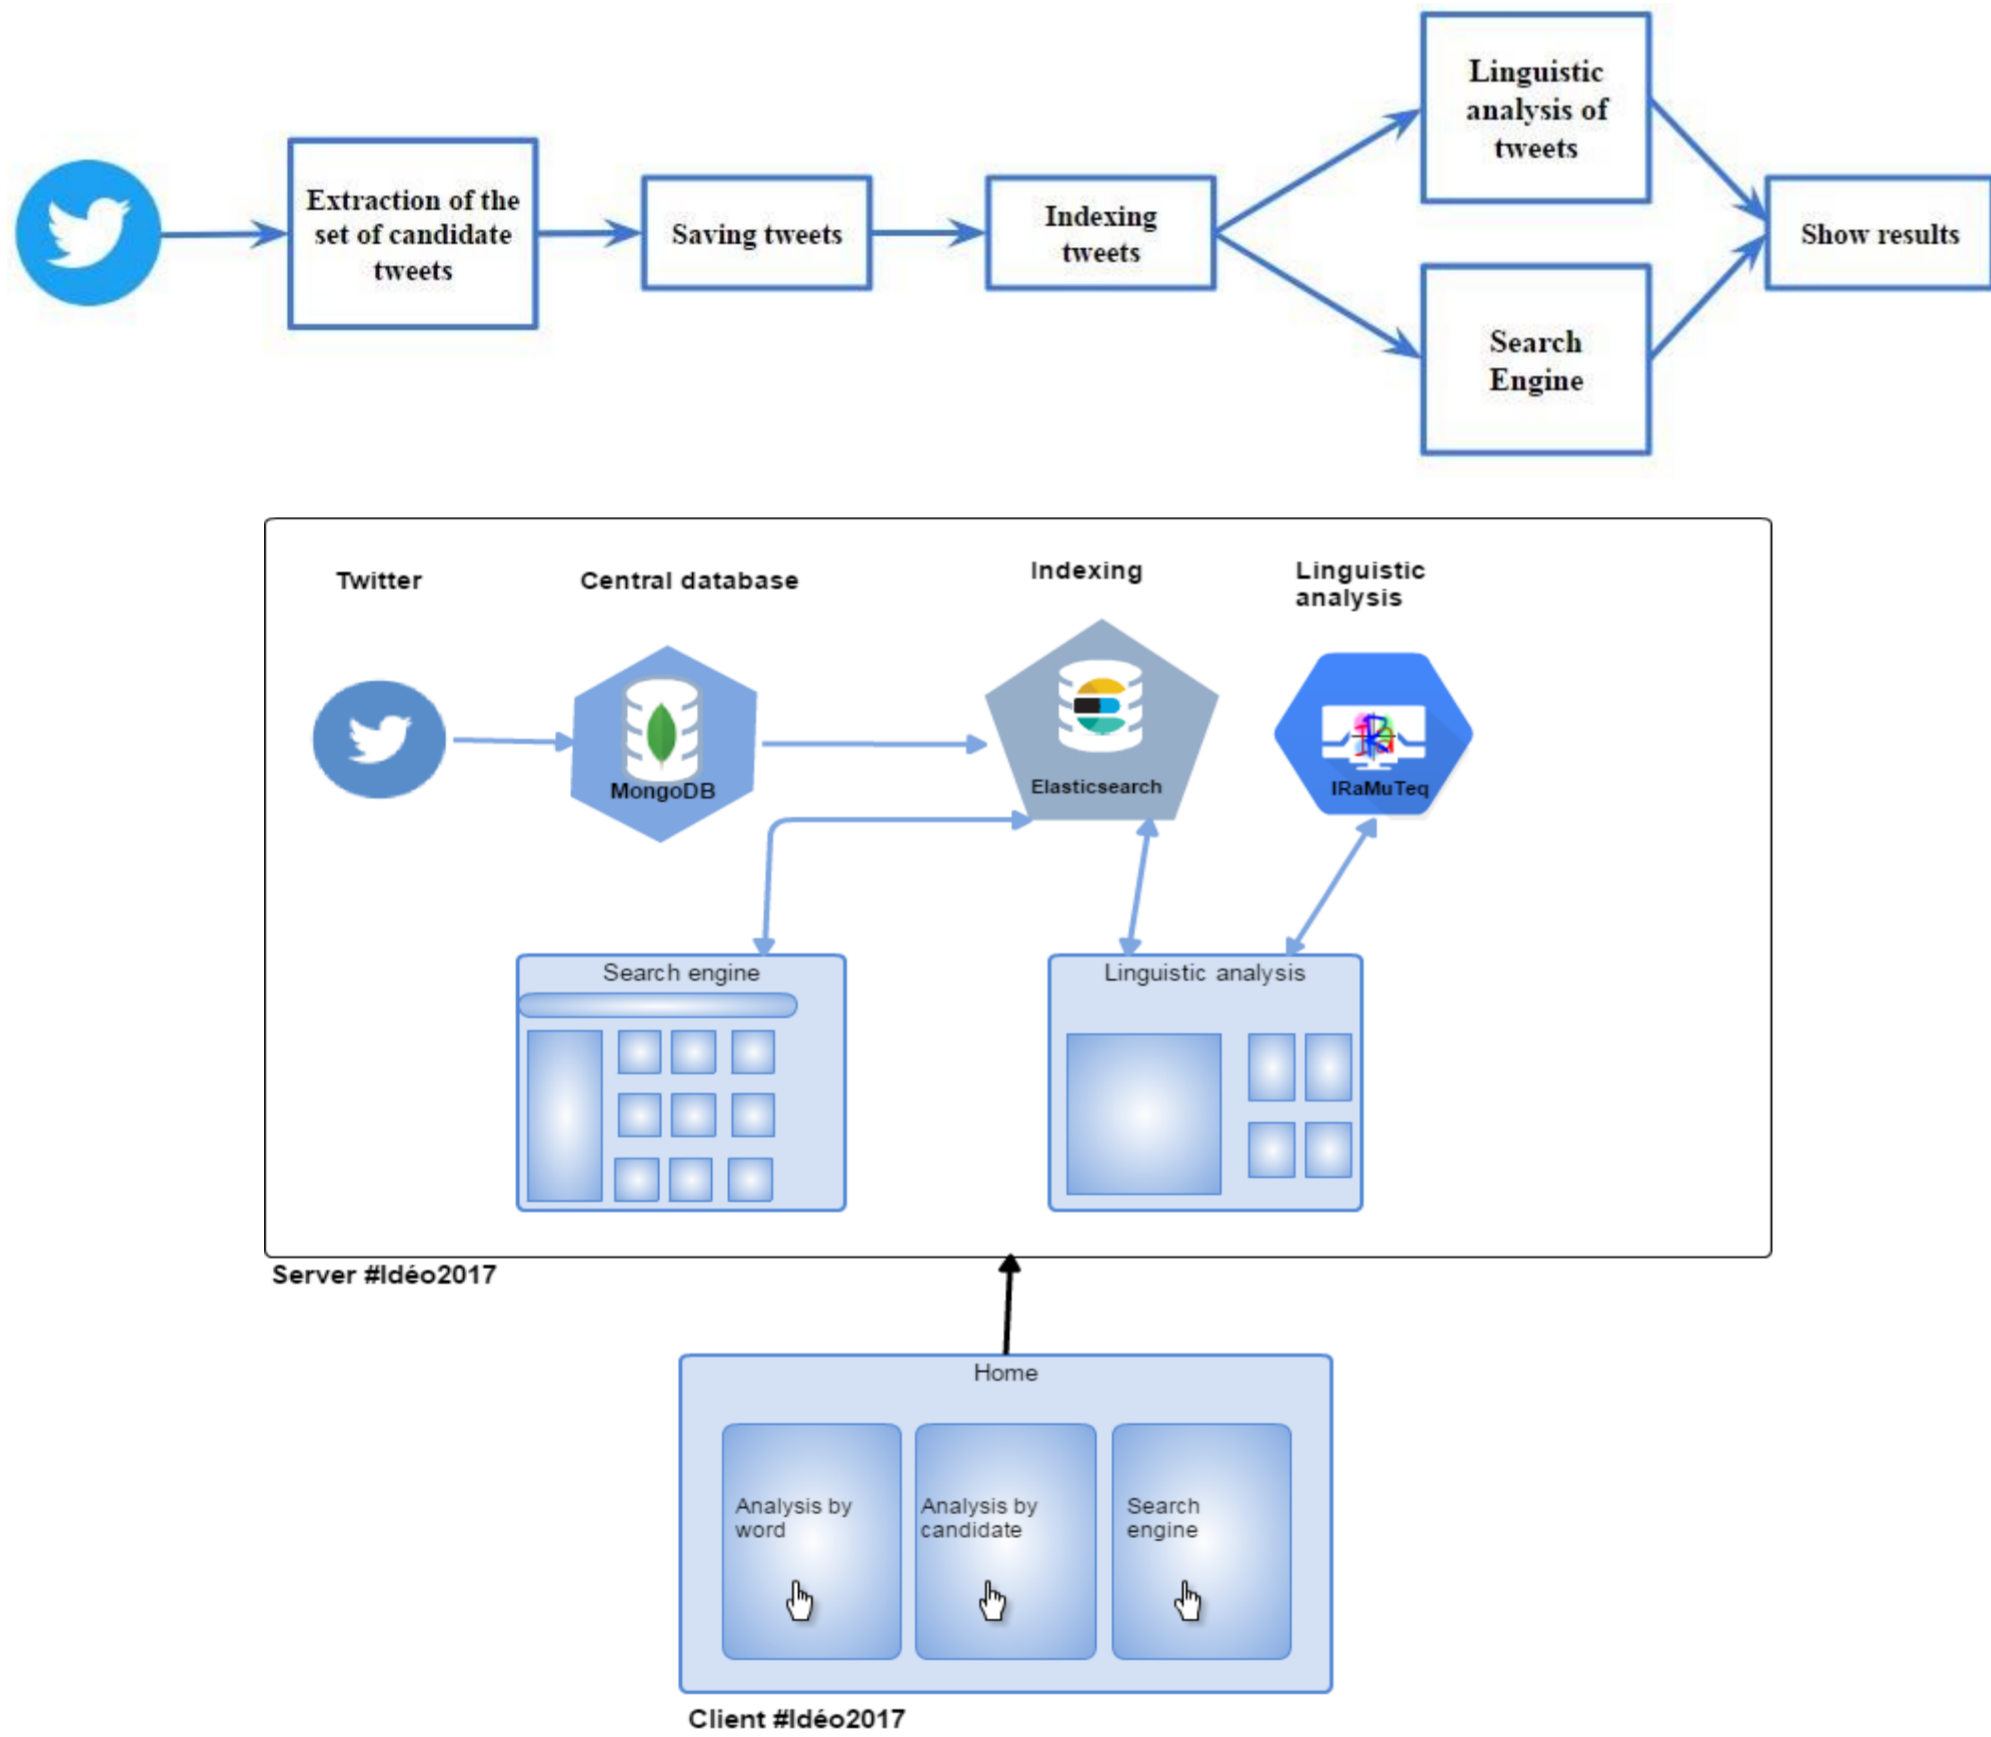 Linguistic
analysis of
tweets
Extraction of the
set of candidate
tweets
Saving tweets
Indexing
tweets
Show results
Search
Engine
Twitter
Central database
Indexing
Linguistic
analysis
MongoDB
Elasticsearch
IRaMuTeq
Search engine
Linguistic analysis
Server #Idéo2017
Home
Analysis by
word
Analysis by
candidate
Search
engine
Client #Idéo2017